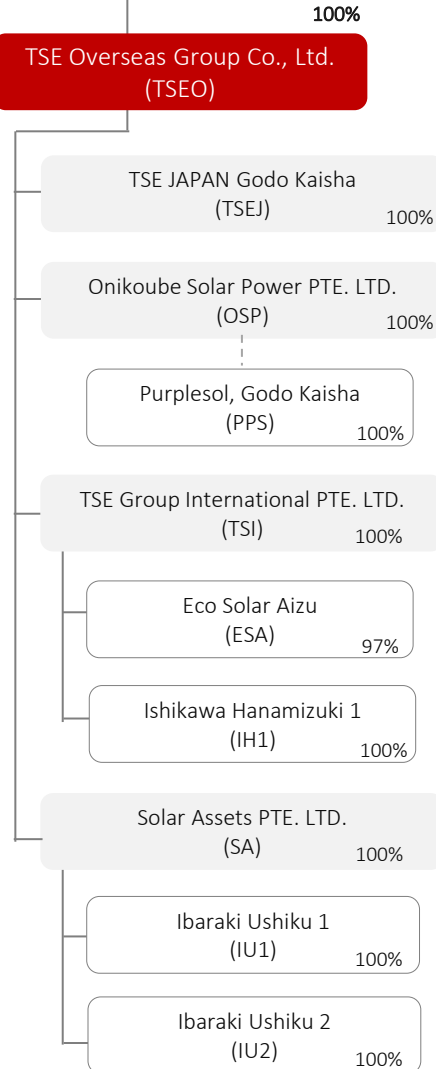 100%
TSE Overseas Group Co., Ltd.
(TSEO)
TSE JAPAN Godo Kaisha
(TSEJ)
100%
Onikoube Solar Power PTE. LTD.
(OSP)
100%
Purplesol, Godo Kaisha
(PPS)
100%
TSE Group International PTE. LTD.
(TSI)
100%
Eco Solar Aizu
(ESA)
97%
Ishikawa Hanamizuki 1
(IH1)
100%
Solar Assets PTE. LTD.
(SA)
100%
Ibaraki Ushiku 1
(IU1)
100%
Ibaraki Ushiku 2
(IU2)
100%